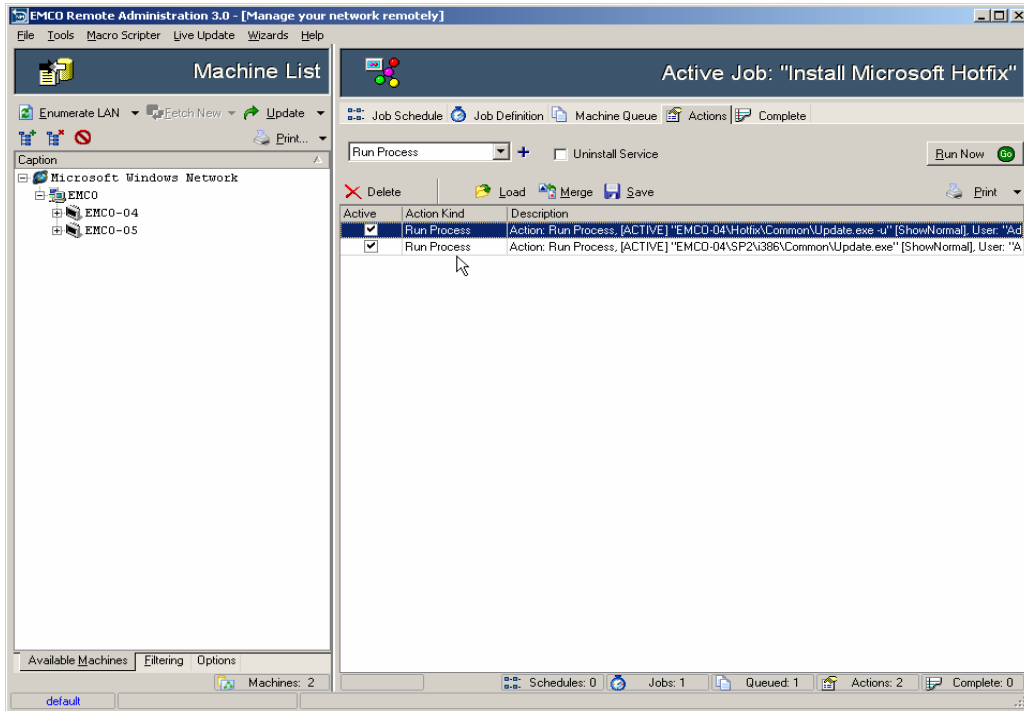 EMCO Remote Administration 3.0 - [Manage your network remotely]
File Tools Macro Scripter Live Update Wizards Help
Machine List
Active Job: "Install Microsoft Hotfix"
Enumerate LAN Fetch New Update
Print...
Job Schedule Job Definition Machine Queue Actions Complete
Run Process Uninstall Service Run Now Go
Delete Load Merge Save Print
Caption
Microsoft Windows Network
EMCO
EMCO-04
EMCO-05
Active Action Kind Description
Run Process Action: Run Process, [ACTIVE] "EMCO-04\Hotfix\Common\Update.exe -u" [ShowNormal], User: "Ad
Run Process Action: Run Process, [ACTIVE] "EMCO-04\SP2\i386\Common\Update.exe" [ShowNormal], User: "A
Available Machines Filtering Options
Machines: 2
Schedules: 0 Jobs: 1 Queued: 1 Actions: 2 Complete: 0
default